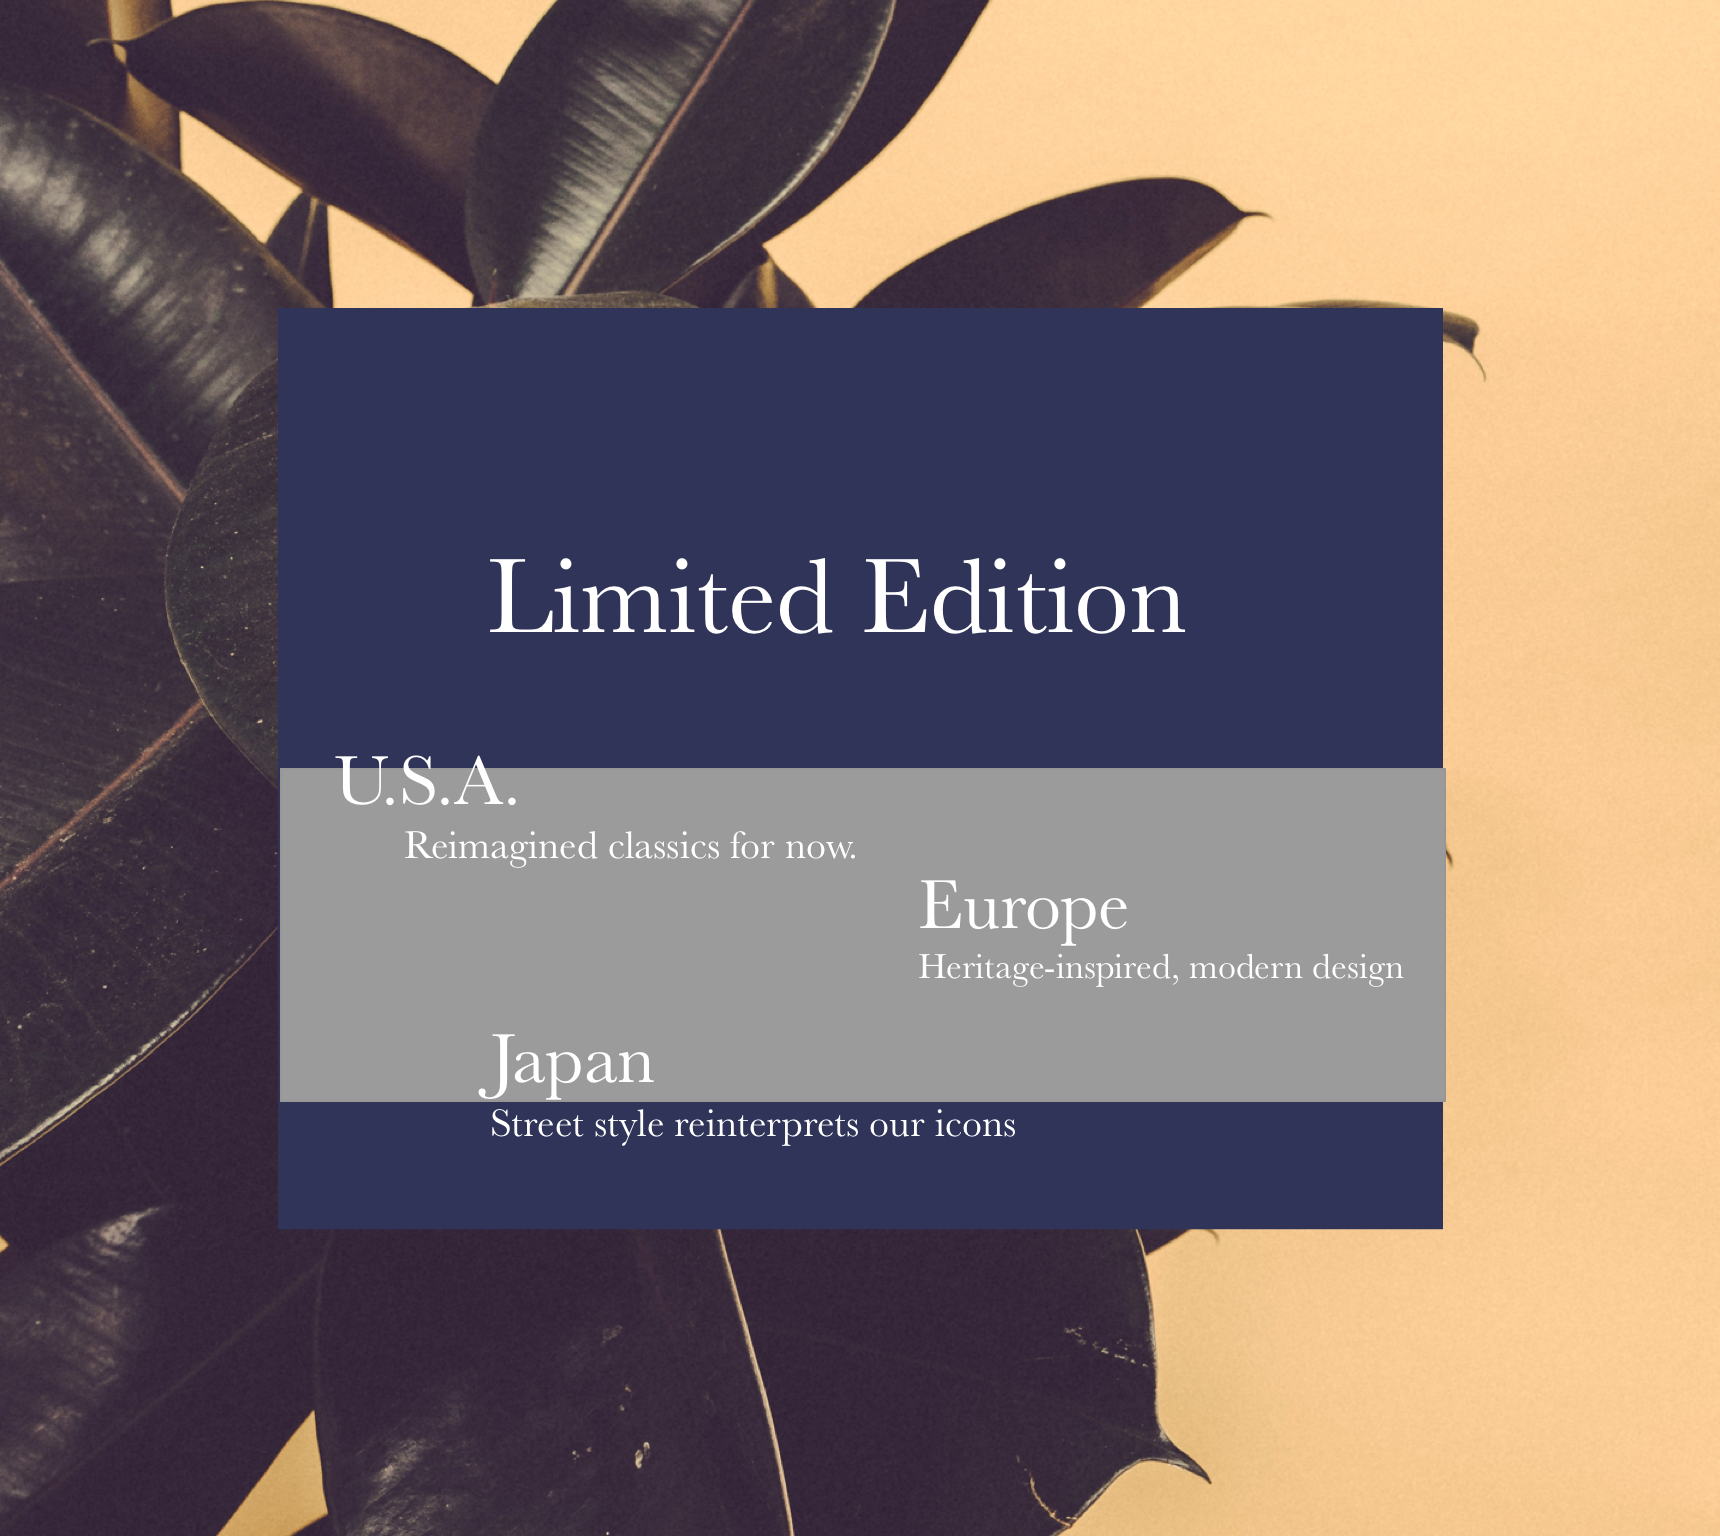 Limited Edition
U.S.A.
Reimagined classics for now.
Europe
Heritage-inspired, modern design
Japan
Street style reinterprets our icons